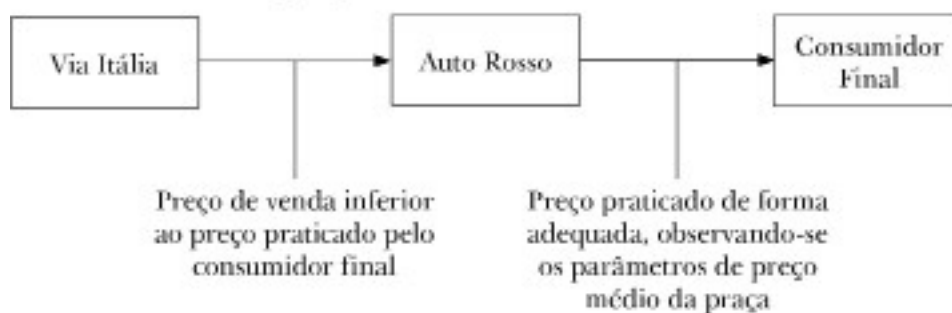 Via Itália
Auto Rosso
Consumidor
Final
Preço de venda inferior
ao preço praticado pelo
consumidor final
Preço praticado de forma
adequada, observando-se
os parâmetros de preço
médio da praça